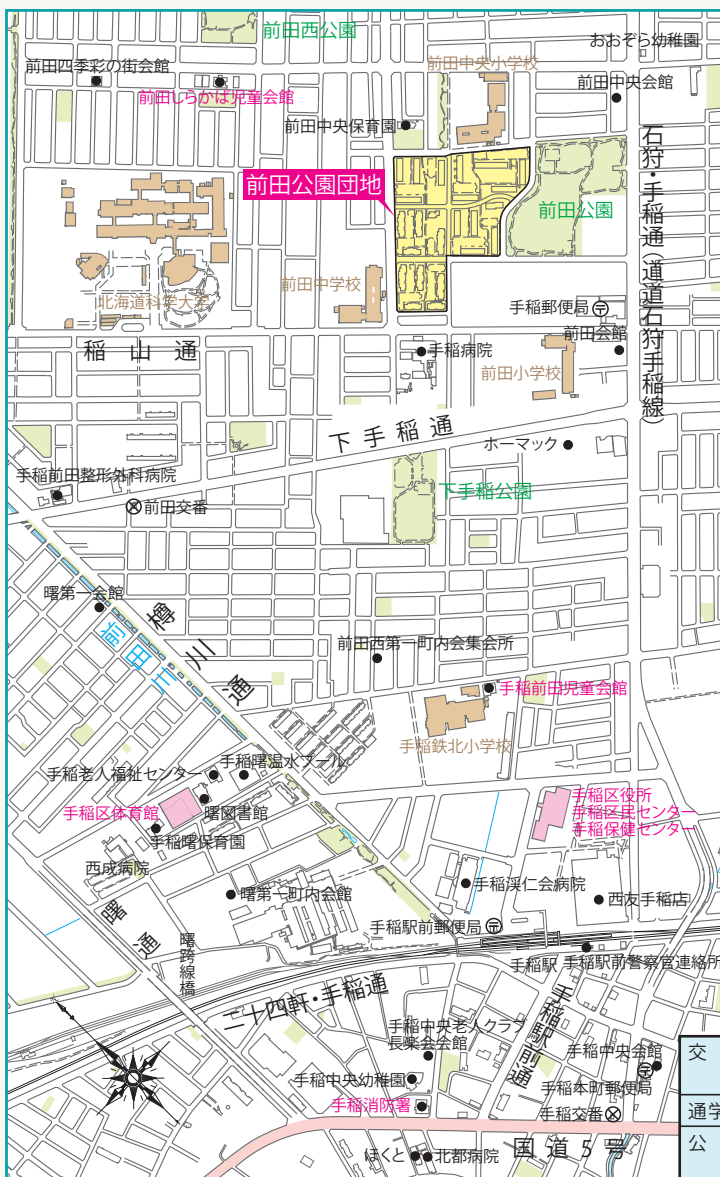 前田西公園
おおぞら幼稚園
前田四季彩の街会館
前田中央小学校
前田中央会館
前田しらかば児童会館
前田中央保育園
石狩・手稲通(道道石狩手稲線)
前田公園団地
前田公園
前田中学校
北海道科学大学
手稲郵便局
前田会館
稲山通
手稲病院
前田小学校
下手稲通
ホーマック
手稲前田整形外科病院
下手稲公園
前田交番
曙第一会館
樽川通
前田川
前田西第一町内会集会所
手稲前田児童会館
手稲鉄北小学校
手稲曙温水プール
手稲老人福祉センター
手稲区体育館
曙図書館
手稲区役所
手稲区民センター
手稲保健センター
手稲曙保育園
西成病院
手稲渓仁会病院
曙第一町内会館
西友手稲店
曙通
手稲駅前郵便局
曙跨線橋
手稲駅
手稲駅前警察官連絡所
二十四軒・手稲通
手稲駅前通
手稲中央老人クラブ
長楽会会館
手稲中央会館
手稲中央幼稚園
手稲本町郵便局
手稲消防署
手稲交番
国道5号
ほくと
北都病院
交
通学
公